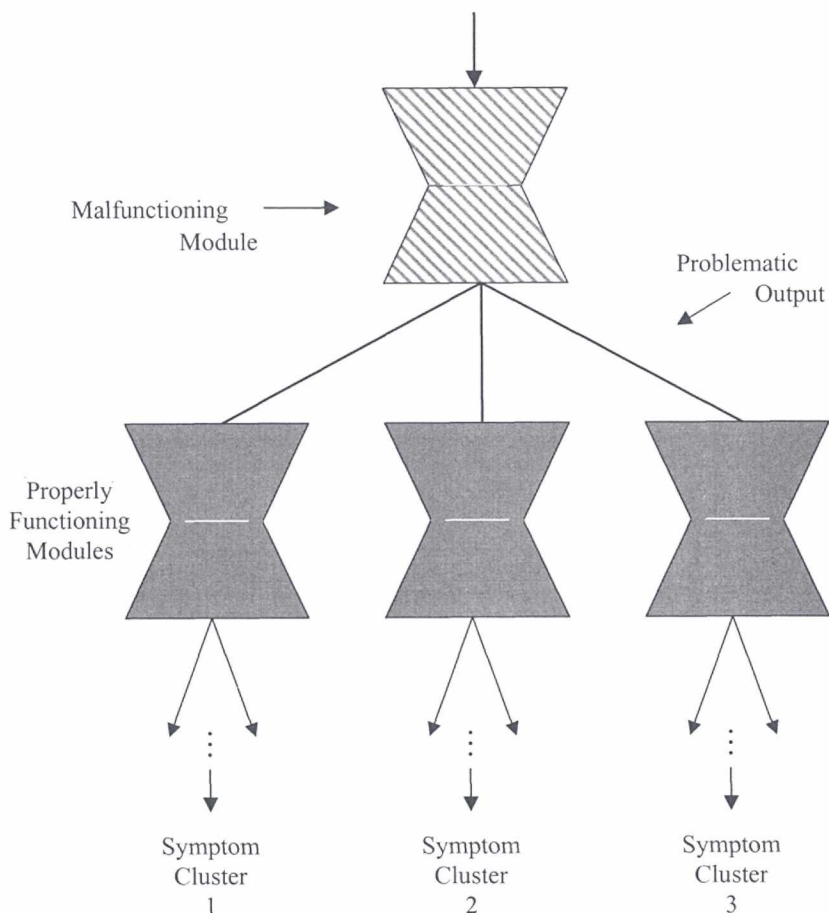 Malfunctioning
Module
Problematic
Output
Properly
Functioning
Modules
Symptom
Cluster
1
Symptom
Cluster
2
Symptom
Cluster
3